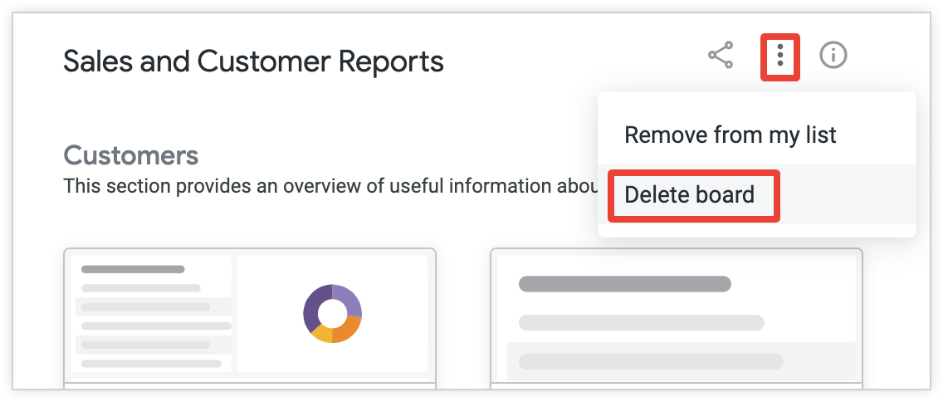 Sales and Customer Reports
Remove from my list
Delete board
Customers
This section provides an overview of useful information abou